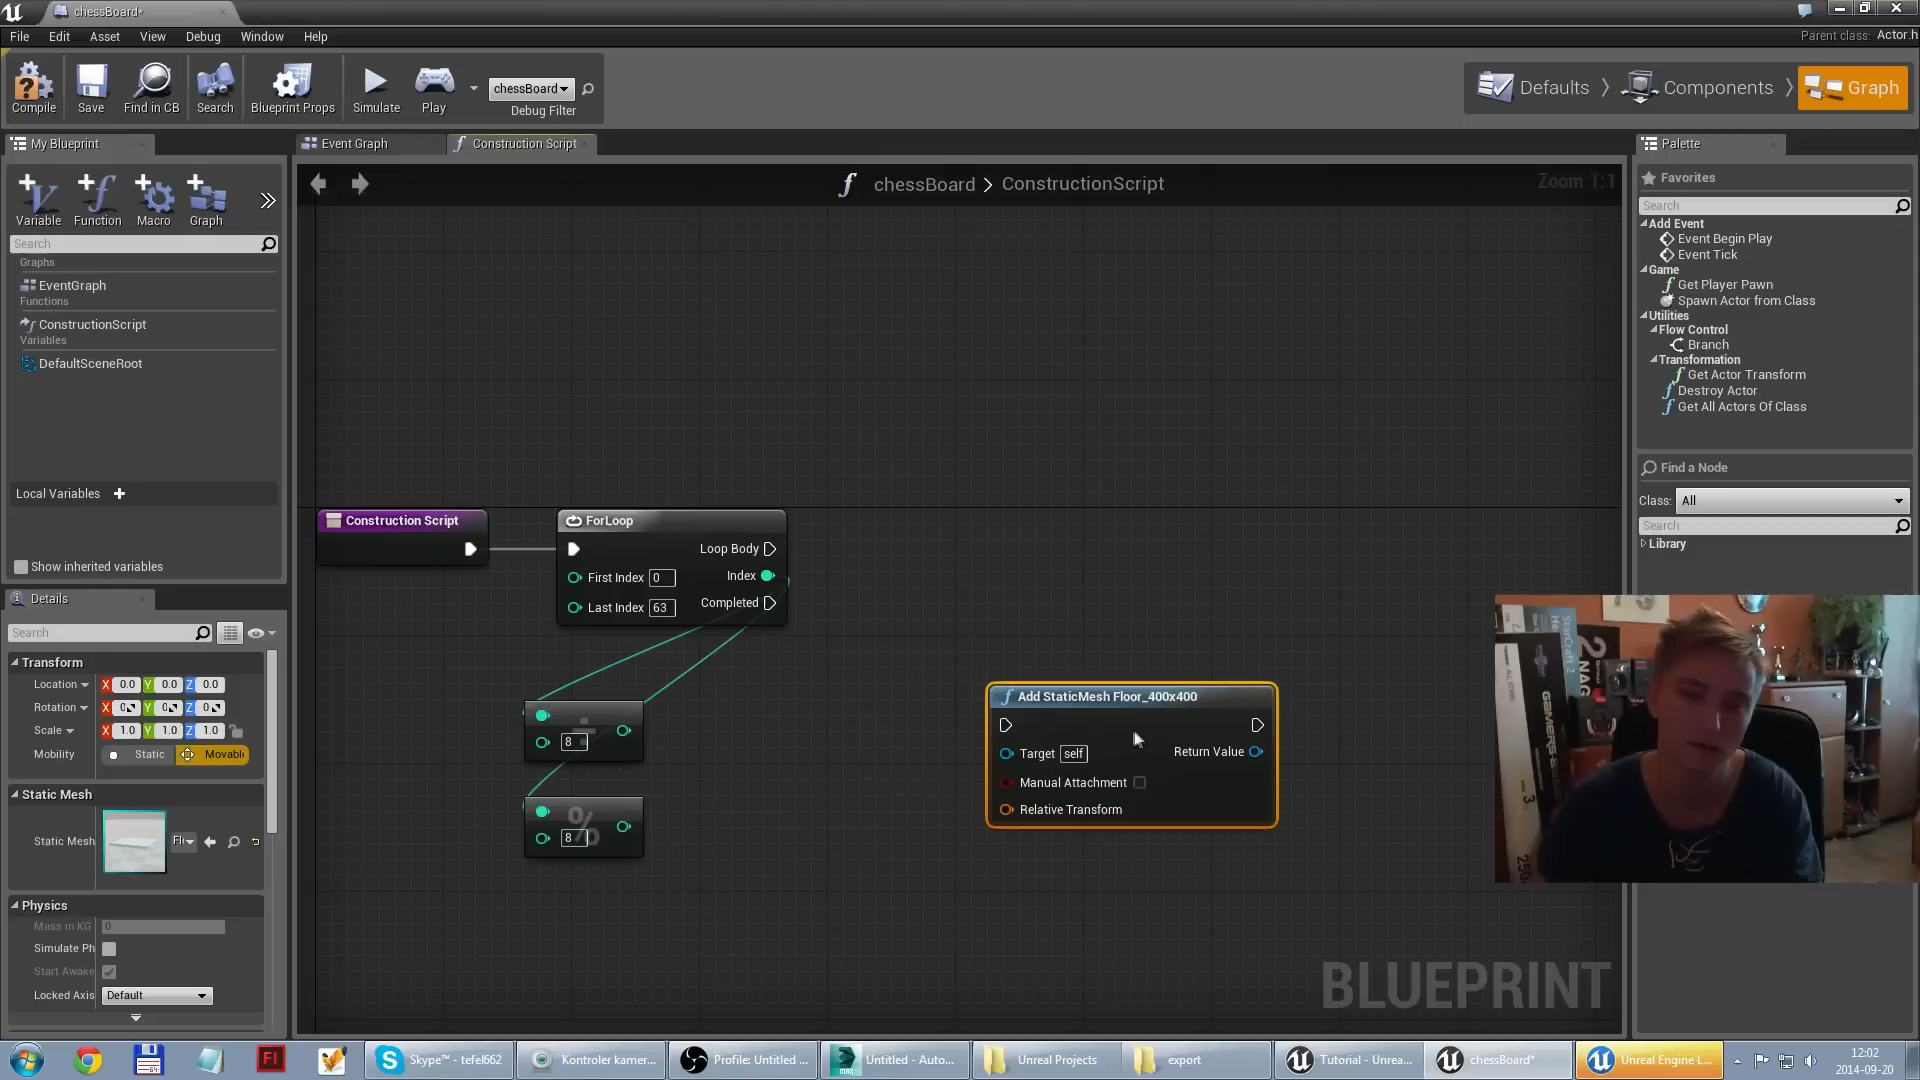 chessBoard*
File Edit Asset View Debug Window Help
Parent class: Actor.h
Compile Save Find in CB Search Blueprint Props Simulate Play
chessBoard
Debug Filter
Defaults Components Graph
My Blueprint
Variable Function Macro Graph
Search
Graphs
EventGraph
Functions
ConstructionScript
Variables
DefaultSceneRoot
Local Variables
Show inherited variables
Details
Search
Transform
Location X 0.0 Y 0.0 Z 0.0
Rotation X 0 Y 0 Z 0
Scale X 1.0 Y 1.0 Z 1.0
Mobility Static Movabl
Static Mesh
Static Mesh Fl
Physics
Mass in KG 0
Simulate Ph
Start Awake
Locked Axis Default
Event Graph Construction Script
chessBoard > ConstructionScript
Zoom 1:1
Construction Script
ForLoop
Loop Body
First Index 0 Index
Last Index 63 Completed
÷
8
%
8
Add StaticMesh Floor_400x400
Target self Return Value
Manual Attachment
Relative Transform
BLUEPRINT
Palette
Favorites
Search
Add Event
Event Begin Play
Event Tick
Game
Get Player Pawn
Spawn Actor from Class
Utilities
Flow Control
Branch
Transformation
Get Actor Transform
Destroy Actor
Get All Actors Of Class
Find a Node
Class: All
Search
Library
Skype™ - tefel662
Kontroler kamer...
Profile: Untitled ...
Untitled - Auto...
Unreal Projects
export
Tutorial - Unrea...
chessBoard*
Unreal Engine L...
12:02
2014-09-20